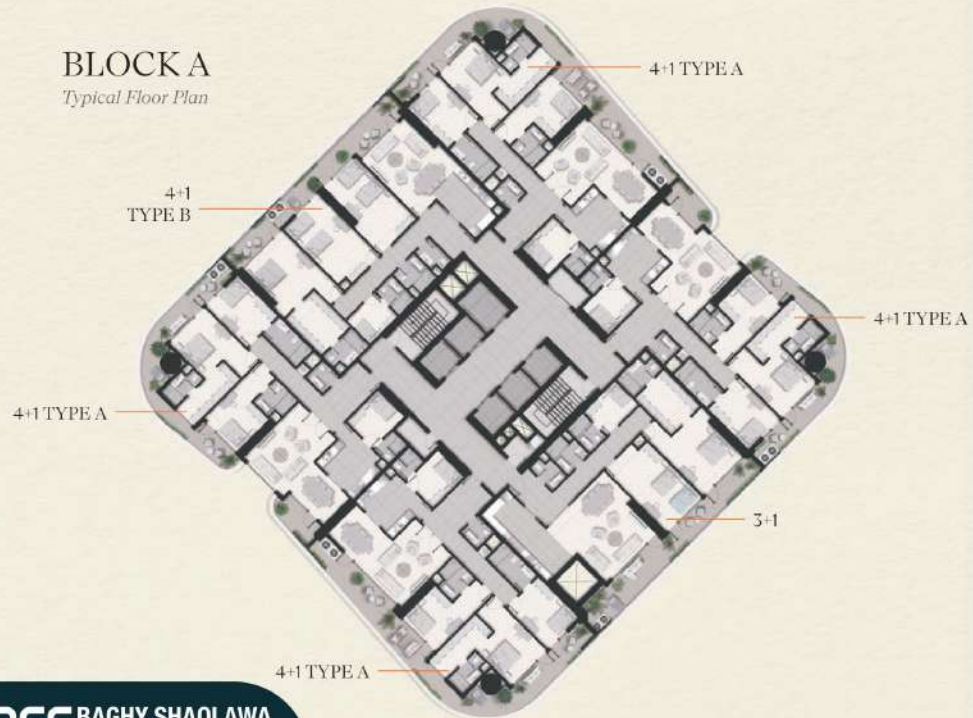 BLOCK A
Typical Floor Plan
4+1 TYPE A
4+1
TYPE B
4+1 TYPE A
4+1 TYPE A
3+1
4+1 TYPE A
BAGHY SHAQLAWA